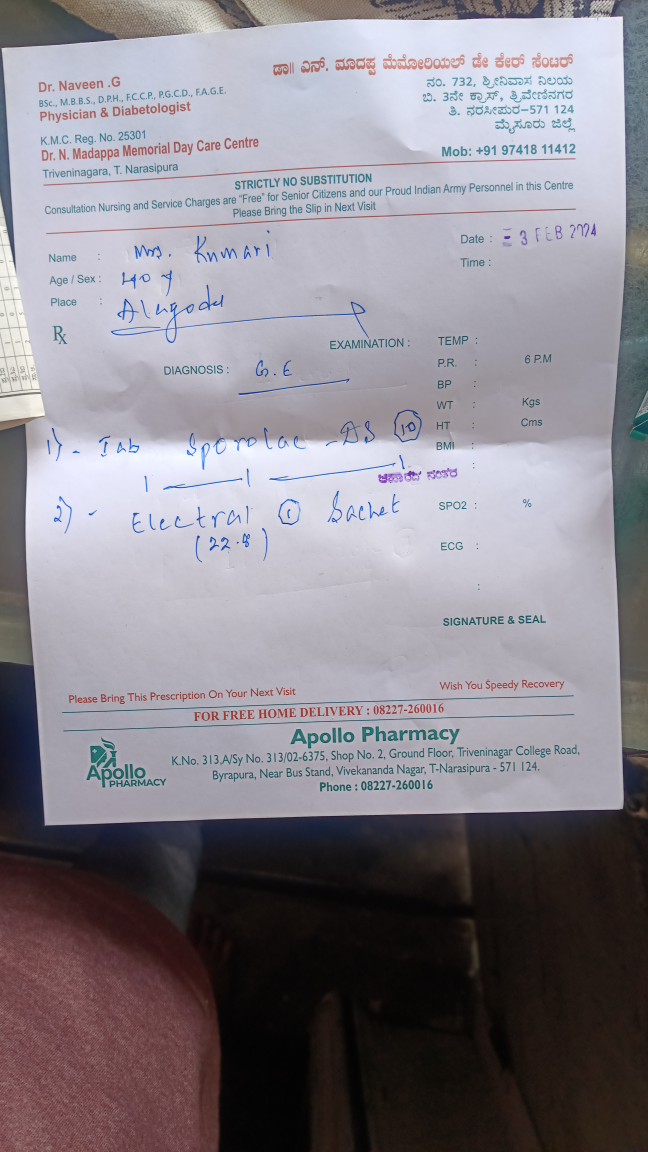 Dr. Naveen .G
BSc., M.B.B.S., D.P.H., F.C.C.P., P.G.C.D., F.A.G.E.
Physician & Diabetologist
K.M.C. Reg. No. 25301
Dr. N. Madappa Memorial Day Care Centre
Triveninagara, T. Narasipura
ಡಾ|| ಎನ್. ಮಾದಪ್ಪ ಮೆಮೋರಿಯಲ್ ಡೇ ಕೇರ್ ಸೆಂಟರ್
ನಂ. 732, ಶ್ರೀನಿವಾಸ ನಿಲಯ
ಬಿ. 3ನೇ ಕ್ರಾಸ್, ತ್ರಿವೇಣಿನಗರ
ತಿ. ನರಸೀಪುರ-571 124
ಮೈಸೂರು ಜಿಲ್ಲೆ
Mob: +91 97418 11412
STRICTLY NO SUBSTITUTION
Consultation Nursing and Service Charges are "Free" for Senior Citizens and our Proud Indian Army Personnel in this Centre
Please Bring the Slip in Next Visit
Name : Mrs. Kumari
Date : - 3 FEB 2024
Age / Sex : 40 y
Time :
Place : Alagodu
Rx
EXAMINATION :
DIAGNOSIS : G.E
TEMP :
P.R. : 6 P.M
BP :
WT : Kgs
HT : Cms
BMI :
:
SPO2 : %
ECG :
:
1) - Tab Sporolac - DS 10
1 — 1 — 1
ಆಹಾರದ ನಂತರ
2) - Electral 1 Sachet
(22.8)
SIGNATURE & SEAL
Please Bring This Prescription On Your Next Visit
Wish You Speedy Recovery
FOR FREE HOME DELIVERY : 08227-260016
Apollo PHARMACY
Apollo Pharmacy
K.No. 313,A/Sy No. 313/02-6375, Shop No. 2, Ground Floor, Triveninagar College Road,
Byrapura, Near Bus Stand, Vivekananda Nagar, T-Narasipura - 571 124.
Phone : 08227-260016